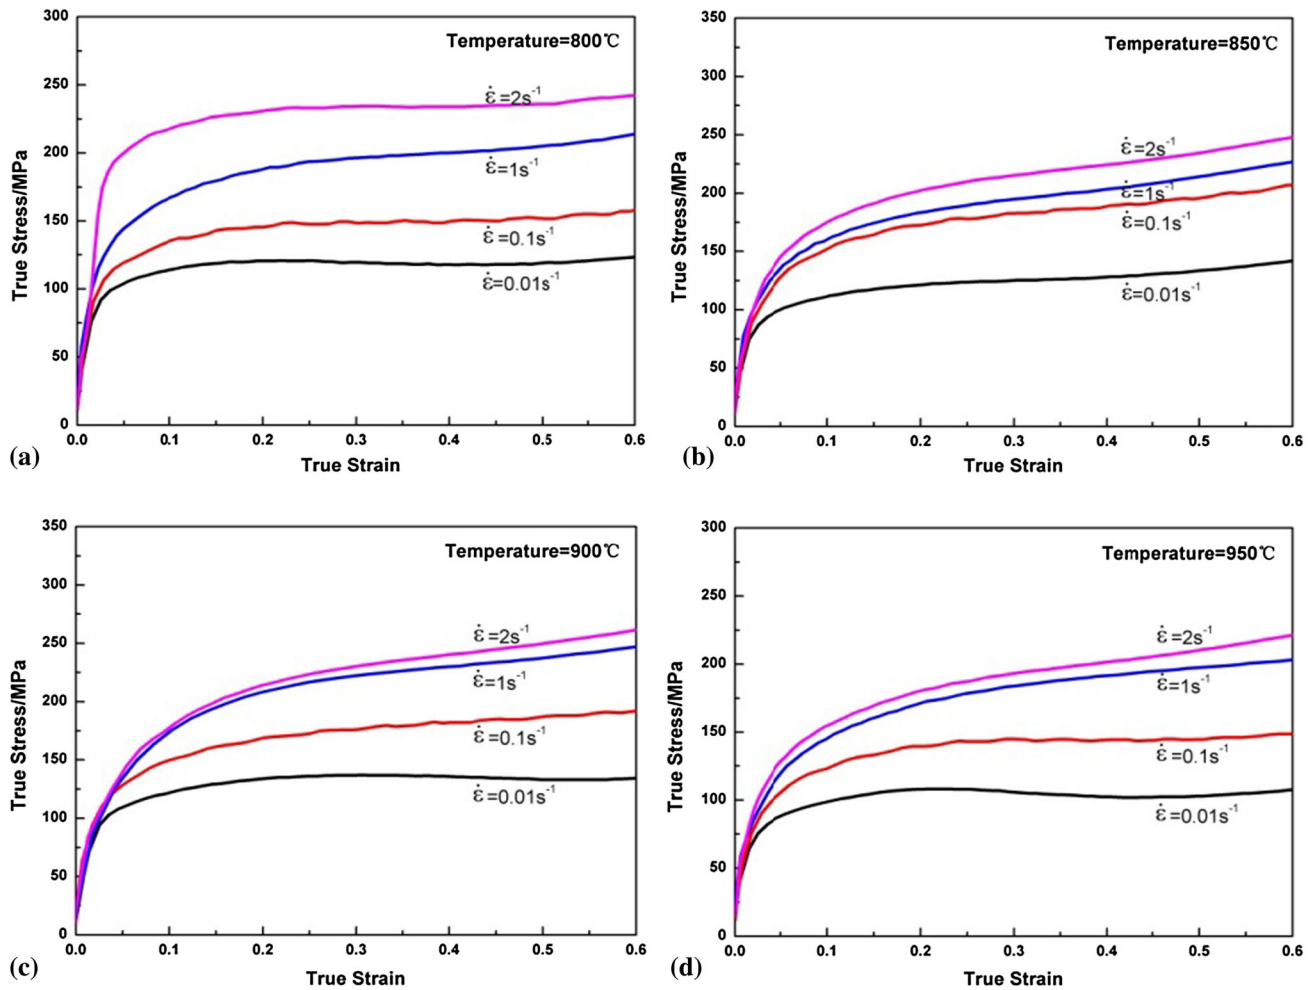 300
250
200
150
100
50
0
True Stress/MPa
Temperature=800℃
ε̇=2s⁻¹
ε̇=1s⁻¹
ε̇=0.1s⁻¹
ε̇=0.01s⁻¹
0.0 0.1 0.2 0.3 0.4 0.5 0.6
True Strain
(a)
350
300
250
200
150
100
50
0
True Stress/MPa
Temperature=850℃
ε̇=2s⁻¹
ε̇=1s⁻¹
ε̇=0.1s⁻¹
ε̇=0.01s⁻¹
0.0 0.1 0.2 0.3 0.4 0.5 0.6
True Strain
(b)
350
300
250
200
150
100
50
0
True Stress/MPa
Temperature=900℃
ε̇=2s⁻¹
ε̇=1s⁻¹
ε̇=0.1s⁻¹
ε̇=0.01s⁻¹
0.0 0.1 0.2 0.3 0.4 0.5 0.6
True Strain
(c)
300
250
200
150
100
50
0
True Stress/MPa
Temperature=950℃
ε̇=2s⁻¹
ε̇=1s⁻¹
ε̇=0.1s⁻¹
ε̇=0.01s⁻¹
0.0 0.1 0.2 0.3 0.4 0.5 0.6
True Strain
(d)